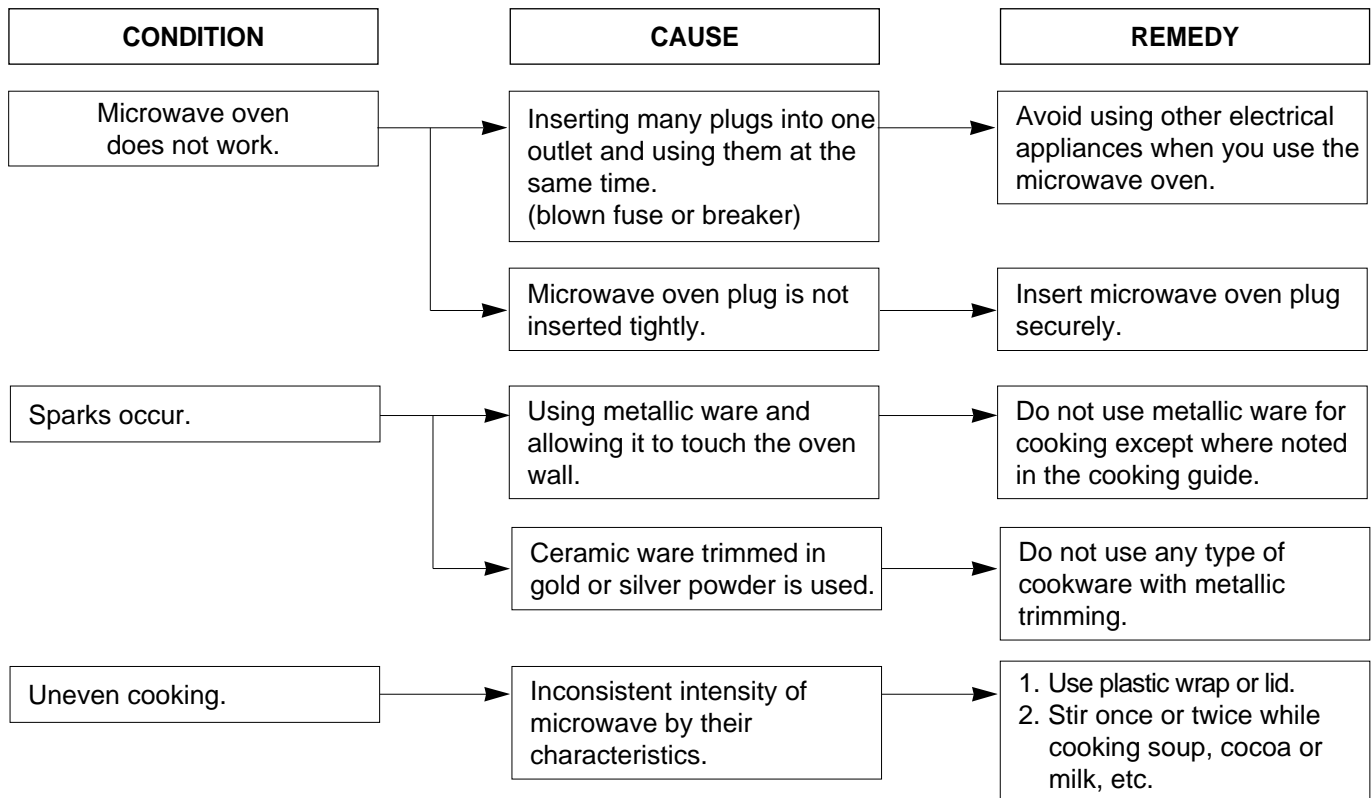 CONDITION
CAUSE
REMEDY
Microwave oven
does not work.
Inserting many plugs into one
outlet and using them at the
same time.
(blown fuse or breaker)
Avoid using other electrical
appliances when you use the
microwave oven.
Microwave oven plug is not
inserted tightly.
Insert microwave oven plug
securely.
Sparks occur.
Using metallic ware and
allowing it to touch the oven
wall.
Do not use metallic ware for
cooking except where noted
in the cooking guide.
Ceramic ware trimmed in
gold or silver powder is used.
Do not use any type of
cookware with metallic
trimming.
Uneven cooking.
Inconsistent intensity of
microwave by their
characteristics.
1. Use plastic wrap or lid.
2. Stir once or twice while
cooking soup, cocoa or
milk, etc.